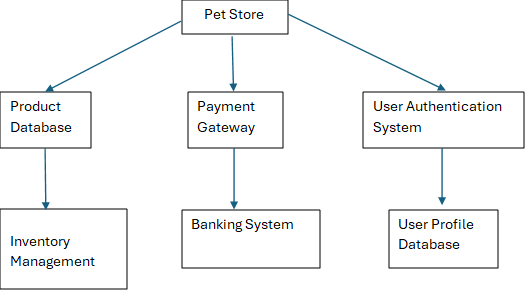 Pet Store
Product
Database
Payment
Gateway
User Authentication
System
Inventory
Management
Banking System
User Profile
Database